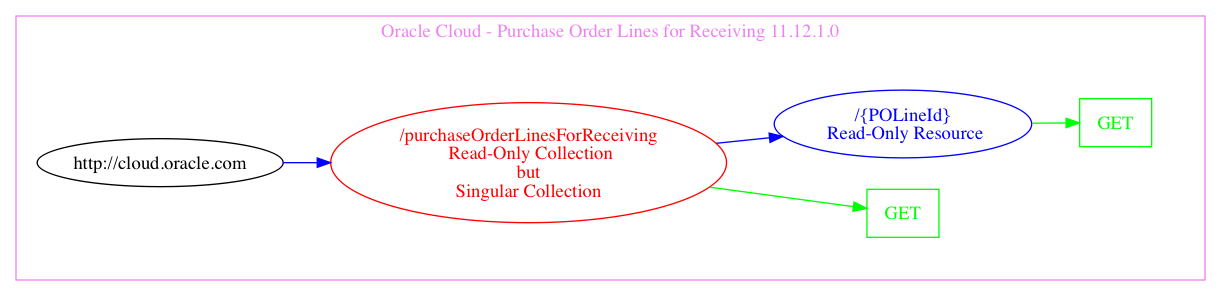 Oracle Cloud - Purchase Order Lines for Receiving 11.12.1.0
http://cloud.oracle.com
/purchaseOrderLinesForReceiving
Read-Only Collection
but
Singular Collection
/{POLineId}
Read-Only Resource
GET
GET